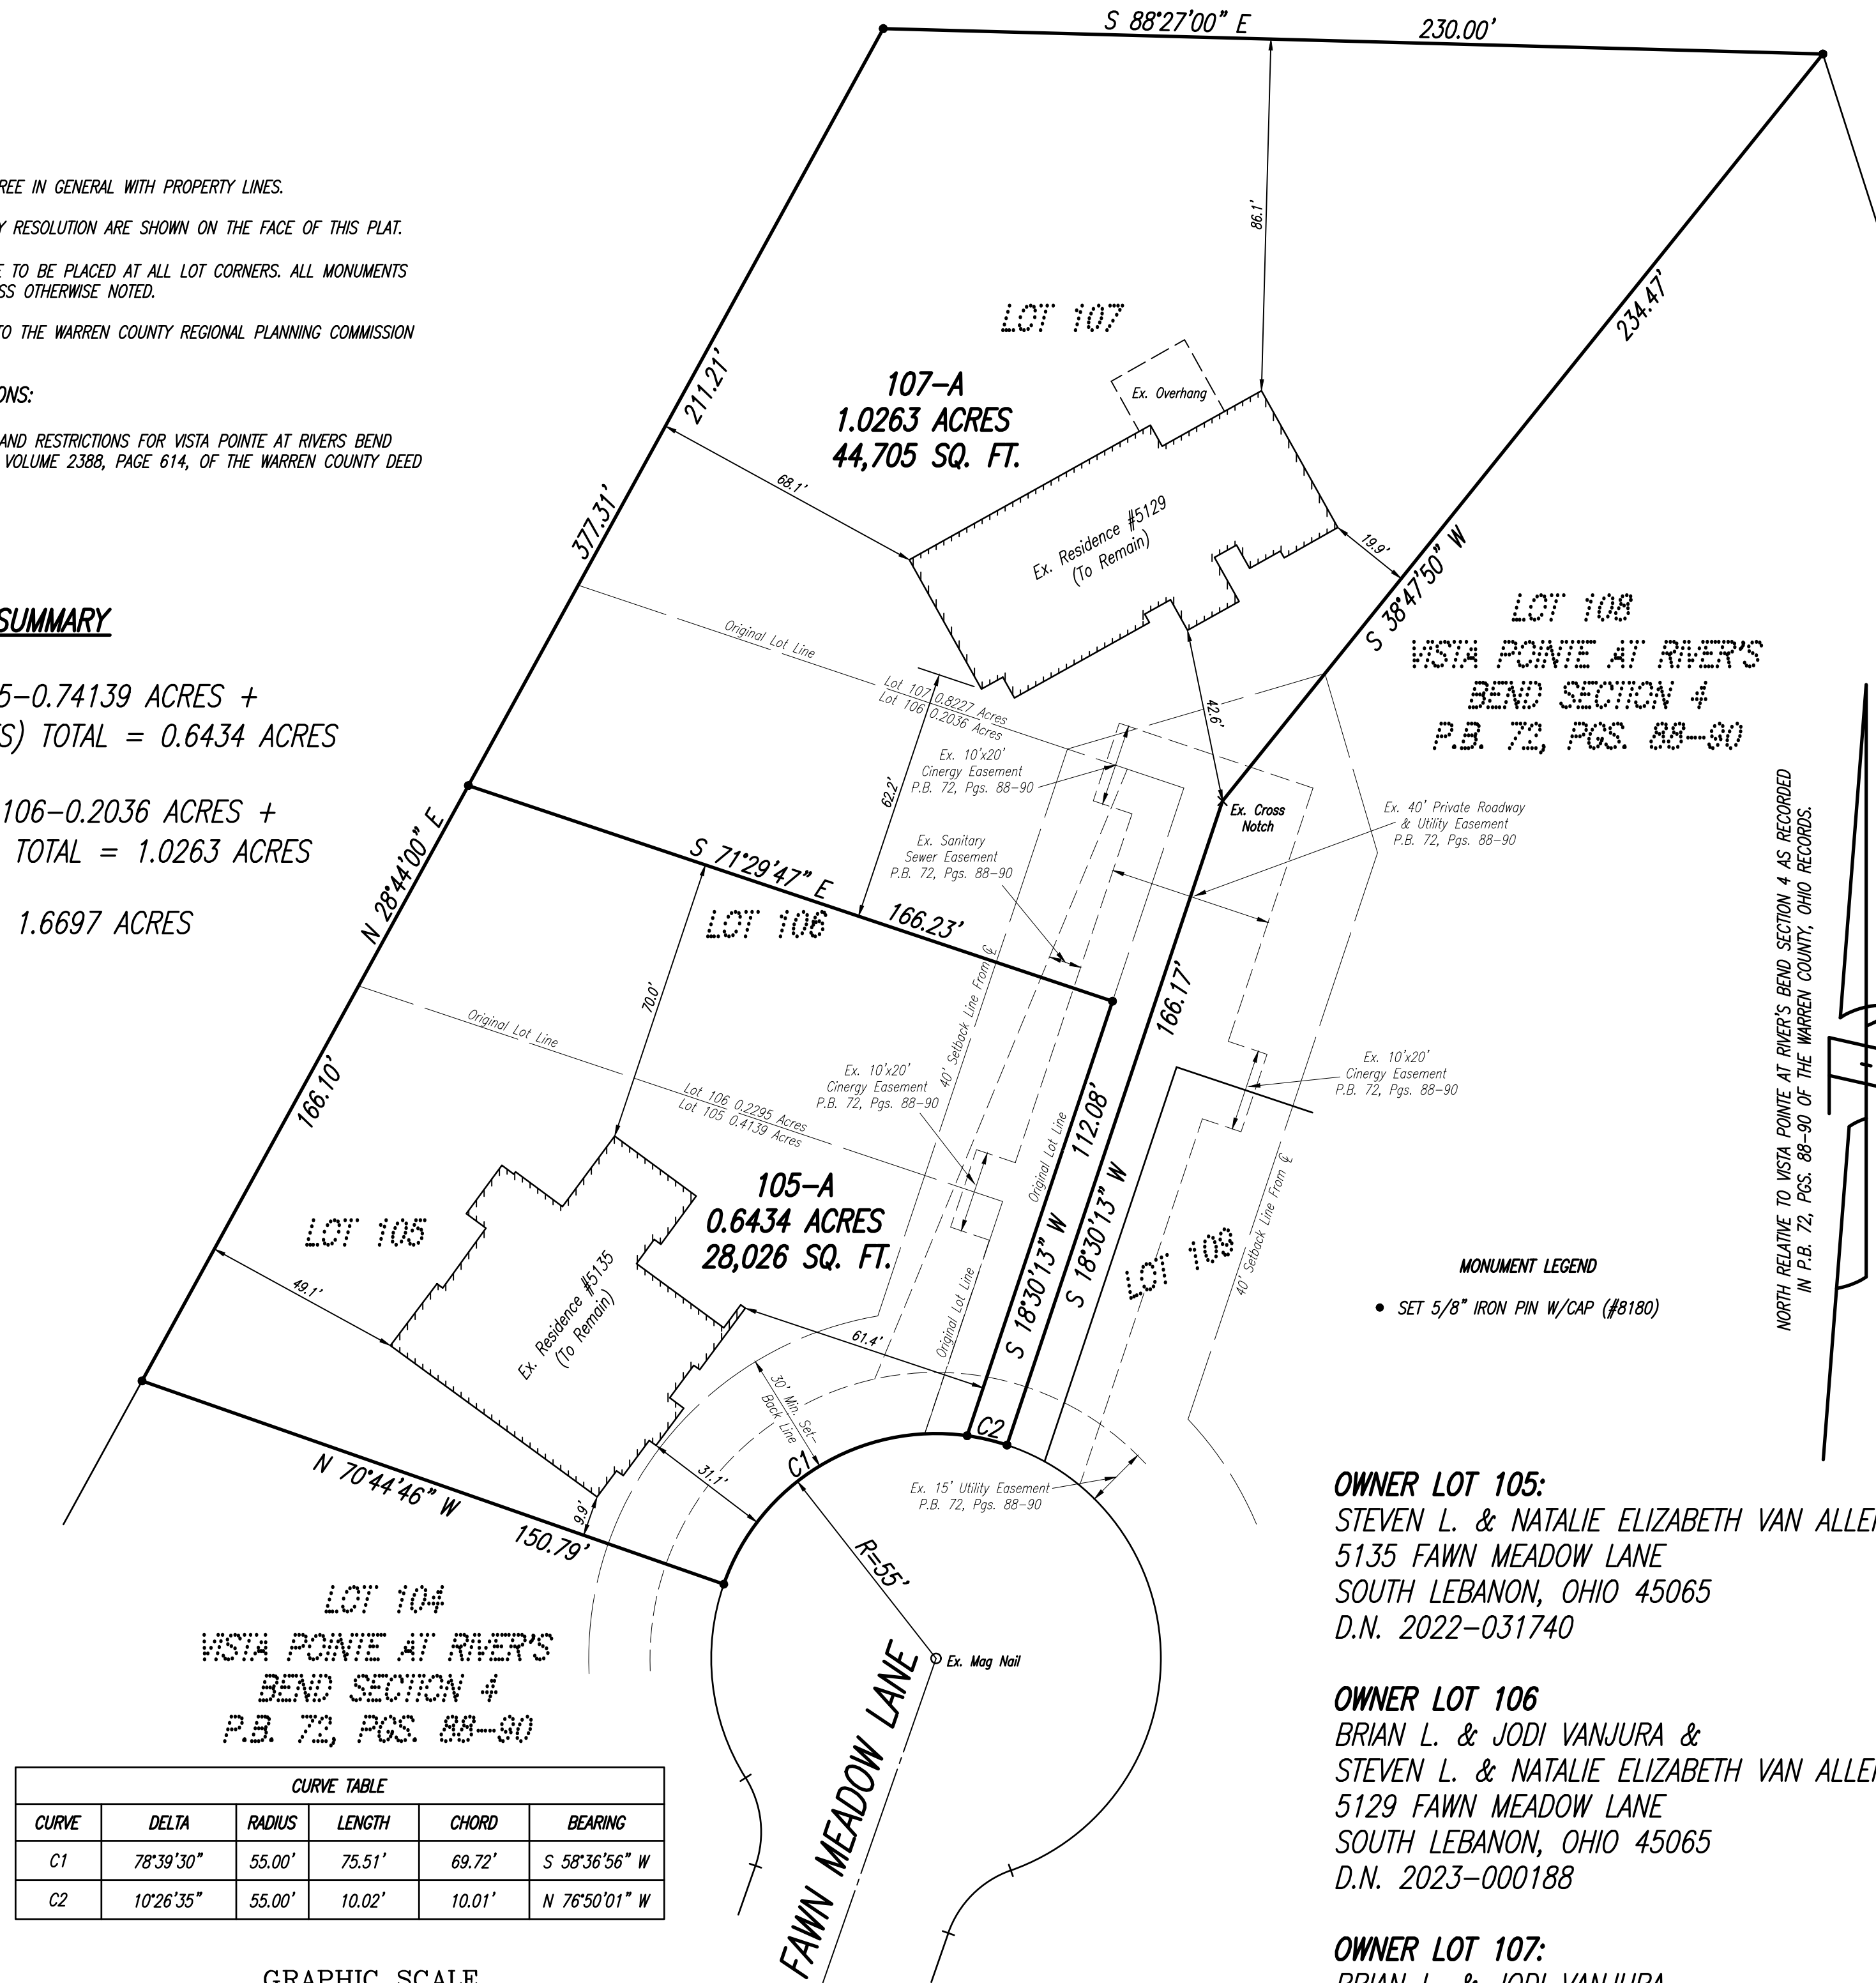 S 88°27'00" E 230.00'
REE IN GENERAL WITH PROPERTY LINES.
Y RESOLUTION ARE SHOWN ON THE FACE OF THIS PLAT.
E TO BE PLACED AT ALL LOT CORNERS. ALL MONUMENTS
SS OTHERWISE NOTED.
TO THE WARREN COUNTY REGIONAL PLANNING COMMISSION
ONS:
AND RESTRICTIONS FOR VISTA POINTE AT RIVERS BEND
VOLUME 2388, PAGE 614, OF THE WARREN COUNTY DEED
SUMMARY
5-0.74139 ACRES +
S) TOTAL = 0.6434 ACRES
106-0.2036 ACRES +
TOTAL = 1.0263 ACRES
1.6697 ACRES
86.1'
234.47'
LOT 107
211.21'
107-A
1.0263 ACRES
44,705 SQ. FT.
Ex. Overhang
68.1'
377.31'
Ex. Residence #5129
(To Remain)
19.9'
S 38°47'50" W
LOT 108
VISTA POINTE AT RIVER'S
BEND SECTION 4
P.B. 72, PGS. 88-90
Original Lot Line
Lot 107 0.8227 Acres
Lot 106 0.2036 Acres
42.6'
62.2'
Ex. 10'x20'
Cinergy Easement
P.B. 72, Pgs. 88-90
Ex. Cross
Notch
Ex. 40' Private Roadway
& Utility Easement
P.B. 72, Pgs. 88-90
Ex. Sanitary
Sewer Easement
P.B. 72, Pgs. 88-90
NORTH RELATIVE TO VISTA POINTE AT RIVER'S BEND SECTION 4 AS RECORDED
IN P.B. 72, PGS. 88-90 OF THE WARREN COUNTY, OHIO RECORDS.
N 28°44'00" E
S 71°29'47" E
166.23'
LOT 106
70.0'
40' Setback Line From ℄
166.17'
Original Lot Line
166.10'
Lot 106 0.2295 Acres
Lot 105 0.4139 Acres
Ex. 10'x20'
Cinergy Easement
P.B. 72, Pgs. 88-90
Ex. 10'x20'
Cinergy Easement
P.B. 72, Pgs. 88-90
Original Lot Line
112.08'
S 18°30'13" W
S 18°30'13" W
105-A
0.6434 ACRES
28,026 SQ. FT.
LOT 105
LOT 109
40' Setback Line From ℄
49.1'
Ex. Residence #5135
(To Remain)
Original Lot Line
61.4'
MONUMENT LEGEND
SET 5/8" IRON PIN W/CAP (#8180)
30' Min. Set-
Back Line
C1
C2
31.1'
9.9'
N 70°44'46" W
150.79'
Ex. 15' Utility Easement
P.B. 72, Pgs. 88-90
R=55'
Ex. Mag Nail
FAWN MEADOW LANE
LOT 104
VISTA POINTE AT RIVER'S
BEND SECTION 4
P.B. 72, PGS. 88-90
OWNER LOT 105:
STEVEN L. & NATALIE ELIZABETH VAN ALLE
5135 FAWN MEADOW LANE
SOUTH LEBANON, OHIO 45065
D.N. 2022-031740
OWNER LOT 106
BRIAN L. & JODI VANJURA &
STEVEN L. & NATALIE ELIZABETH VAN ALLE
5129 FAWN MEADOW LANE
SOUTH LEBANON, OHIO 45065
D.N. 2023-000188
OWNER LOT 107:
BRIAN L. & JODI VANJURA
CURVE TABLE
CURVE DELTA RADIUS LENGTH CHORD BEARING
C1 78°39'30" 55.00' 75.51' 69.72' S 58°36'56" W
C2 10°26'35" 55.00' 10.02' 10.01' N 76°50'01" W
GRAPHIC SCALE